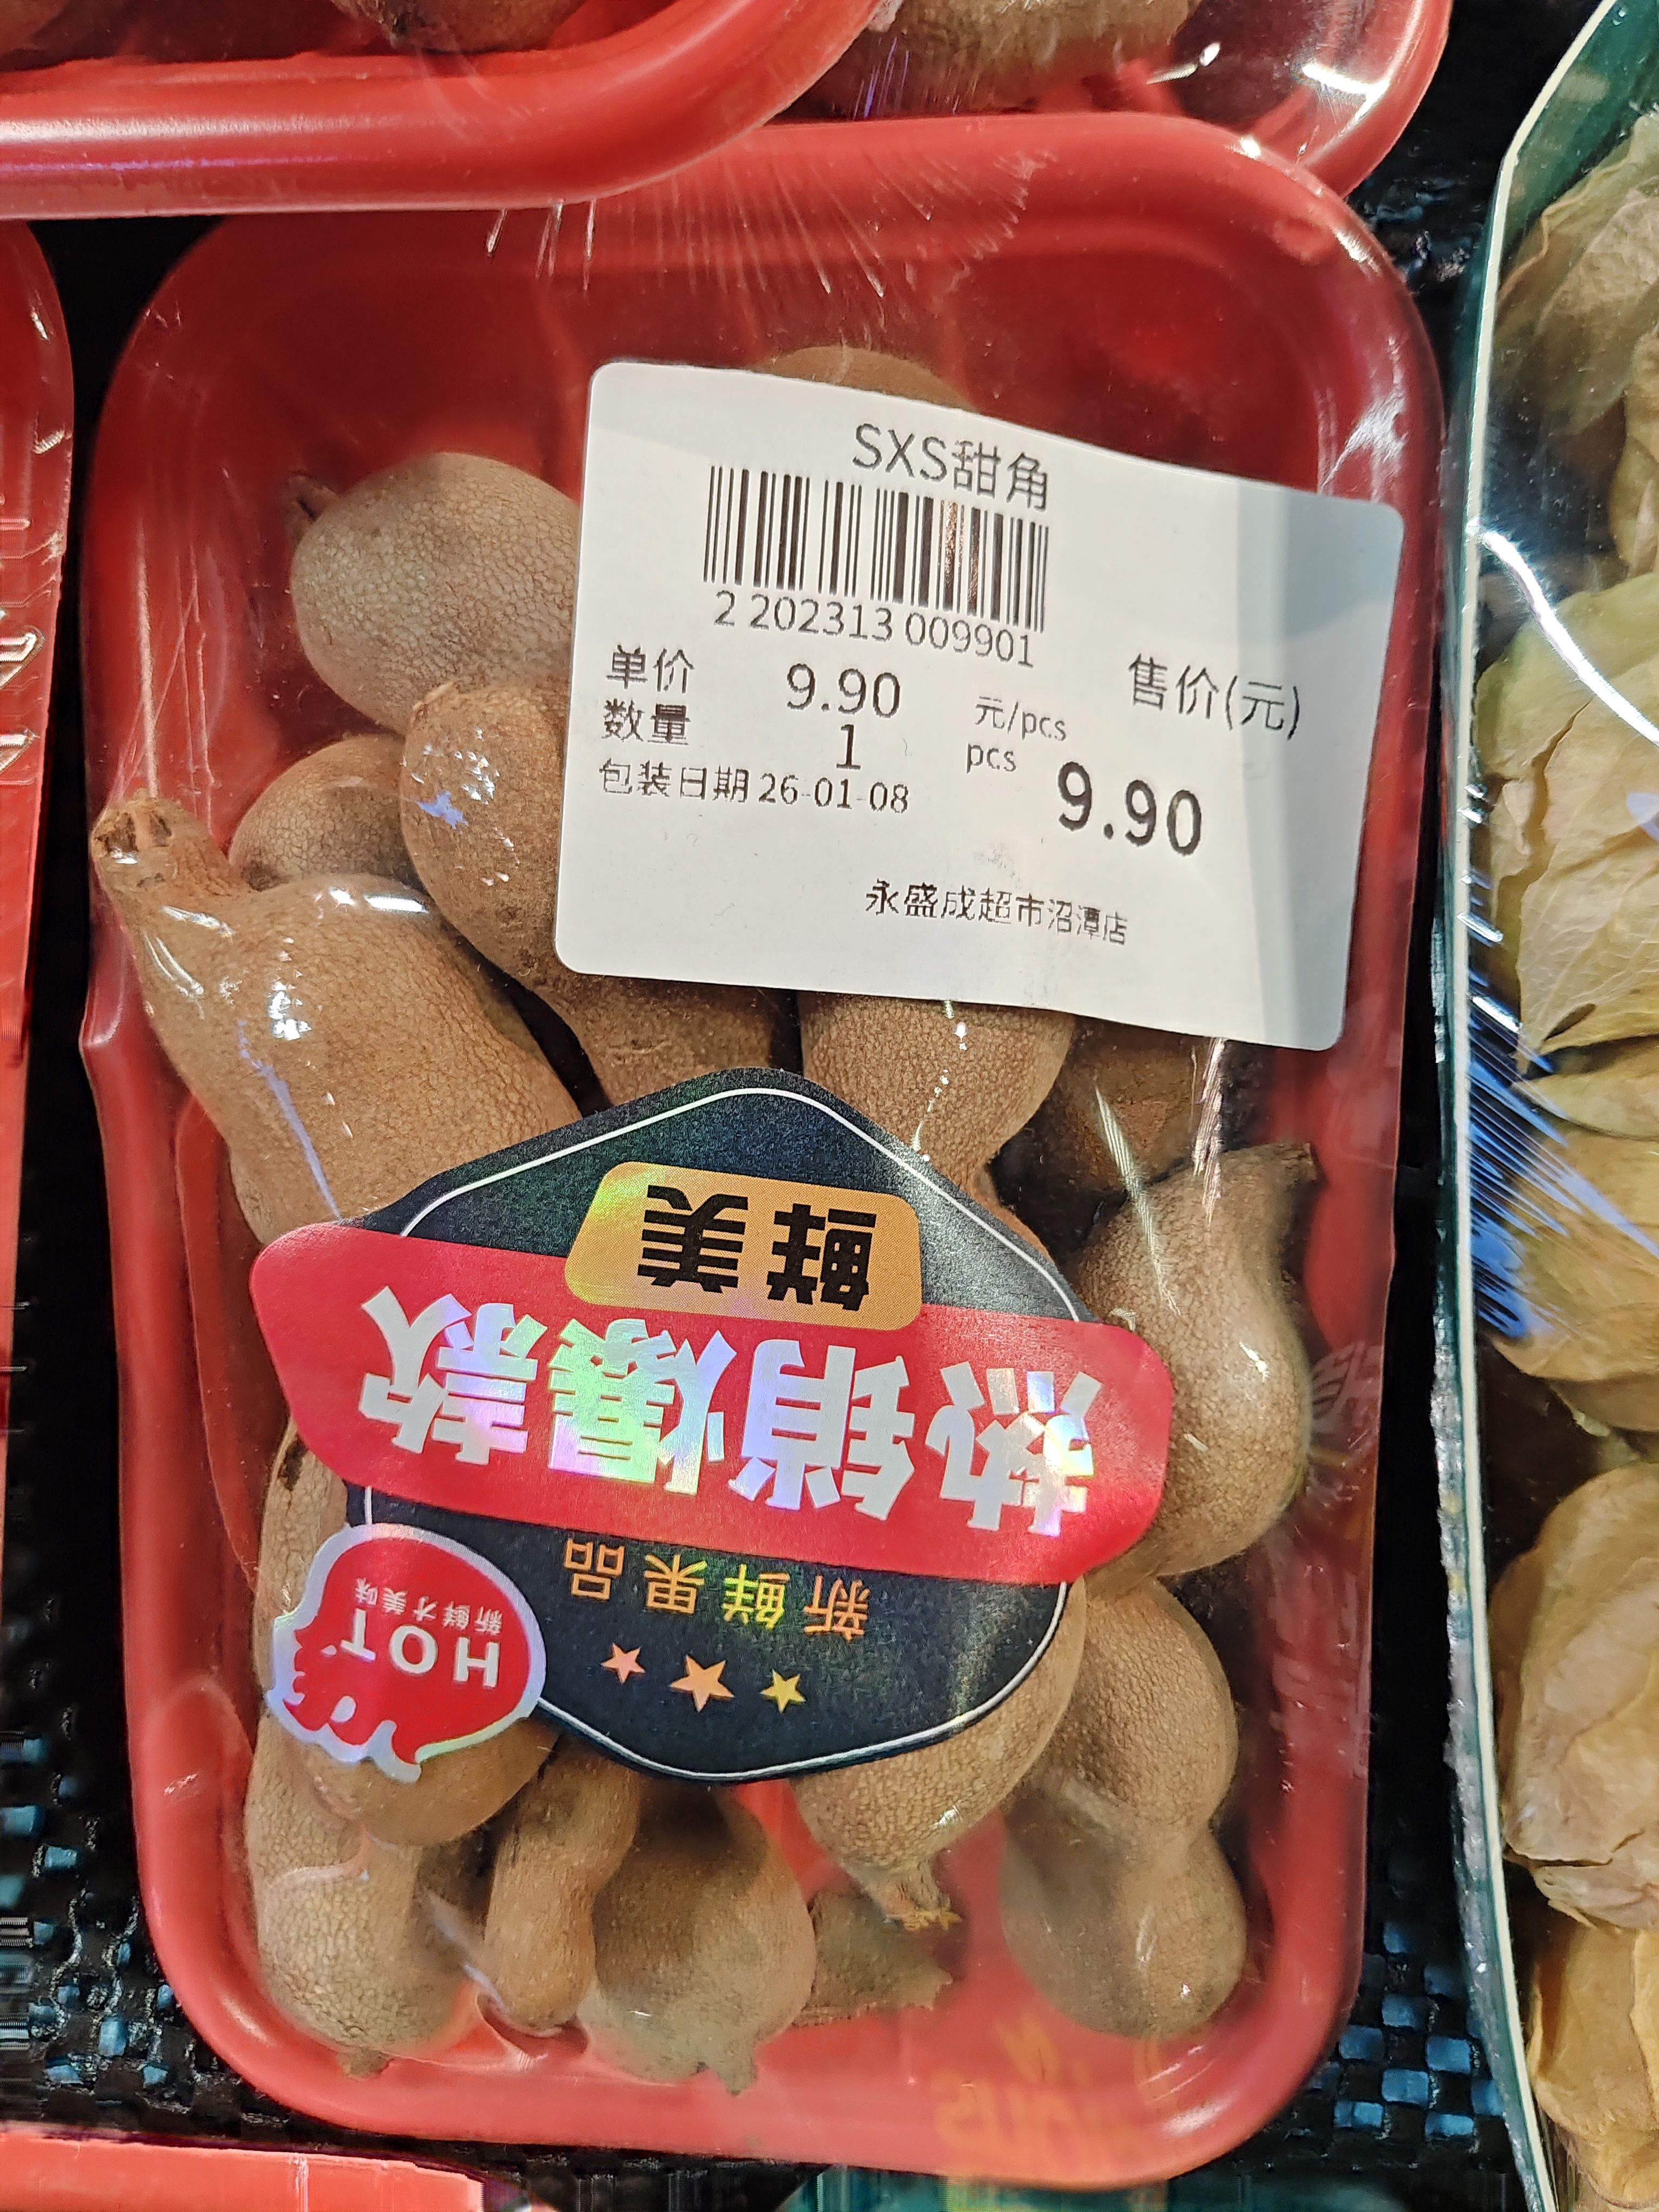 SXS甜角
2 202313 009901
单价 9.90 元/pcs 售价(元)
数量 1 pcs 9.90
包装日期 26-01-08
永盛成超市沼潭店
鲜美
热销爆款
新鲜果品
HOT
新鲜才美味